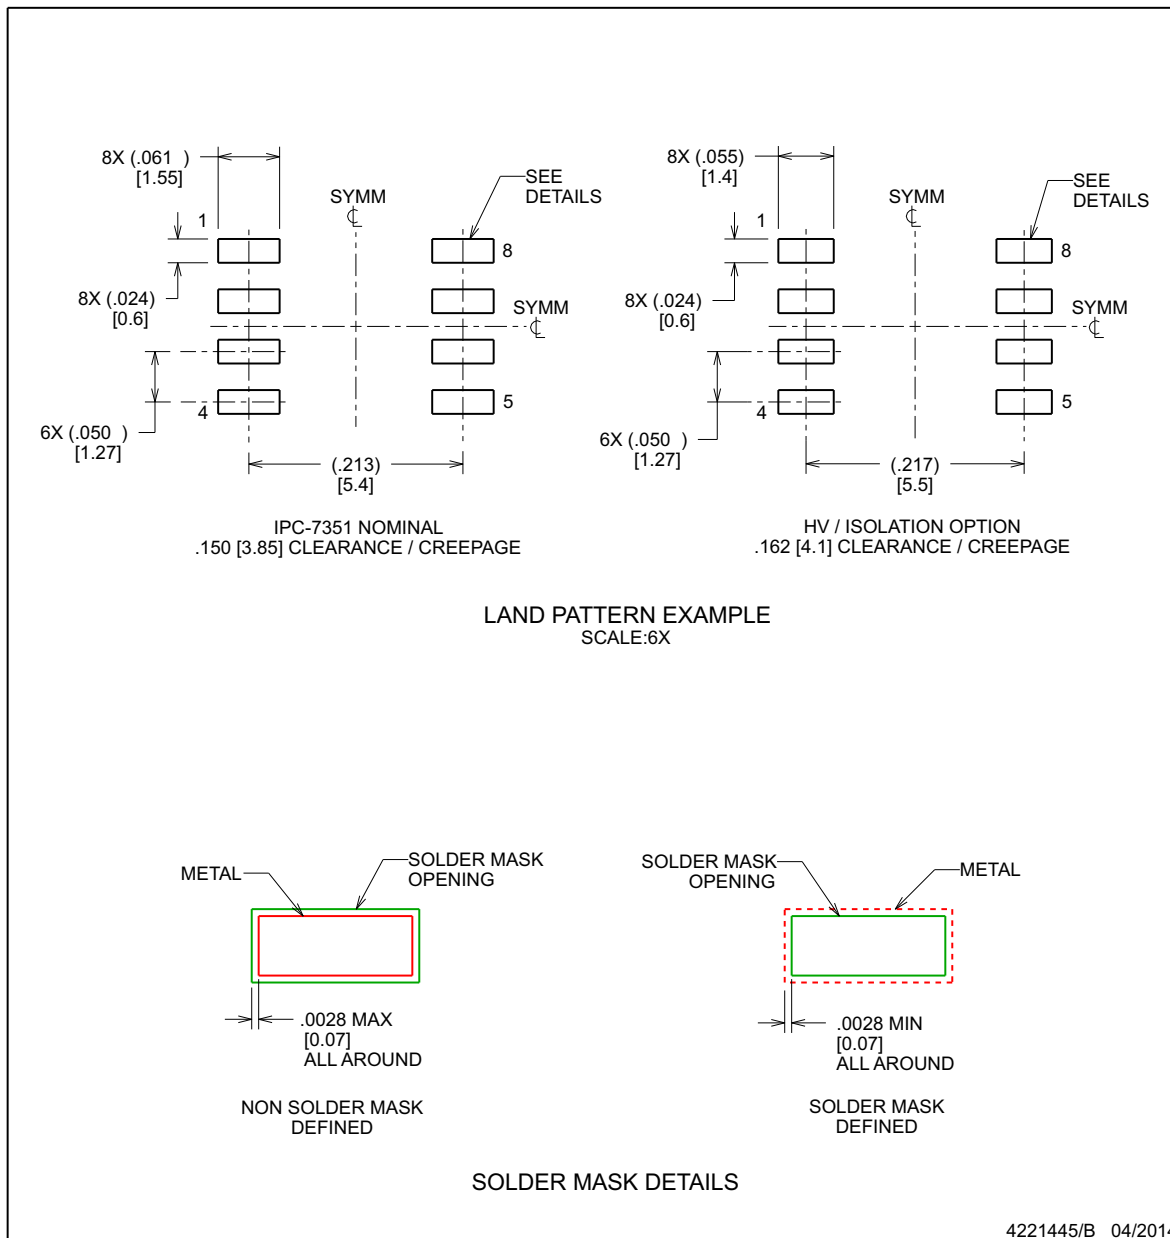 8X (.061 )
[1.55]
SYMM
SEE
DETAILS
1
8
8X (.024)
[0.6]
SYMM
4
5
6X (.050 )
[1.27]
(.213)
[5.4]
IPC-7351 NOMINAL
.150 [3.85] CLEARANCE / CREEPAGE
8X (.055)
[1.4]
SYMM
SEE
DETAILS
1
8
8X (.024)
[0.6]
SYMM
4
5
6X (.050 )
[1.27]
(.217)
[5.5]
HV / ISOLATION OPTION
.162 [4.1] CLEARANCE / CREEPAGE
LAND PATTERN EXAMPLE
SCALE:6X
METAL
SOLDER MASK
OPENING
.0028 MAX
[0.07]
ALL AROUND
NON SOLDER MASK
DEFINED
SOLDER MASK
OPENING
METAL
.0028 MIN
[0.07]
ALL AROUND
SOLDER MASK
DEFINED
SOLDER MASK DETAILS
4221445/B 04/2014